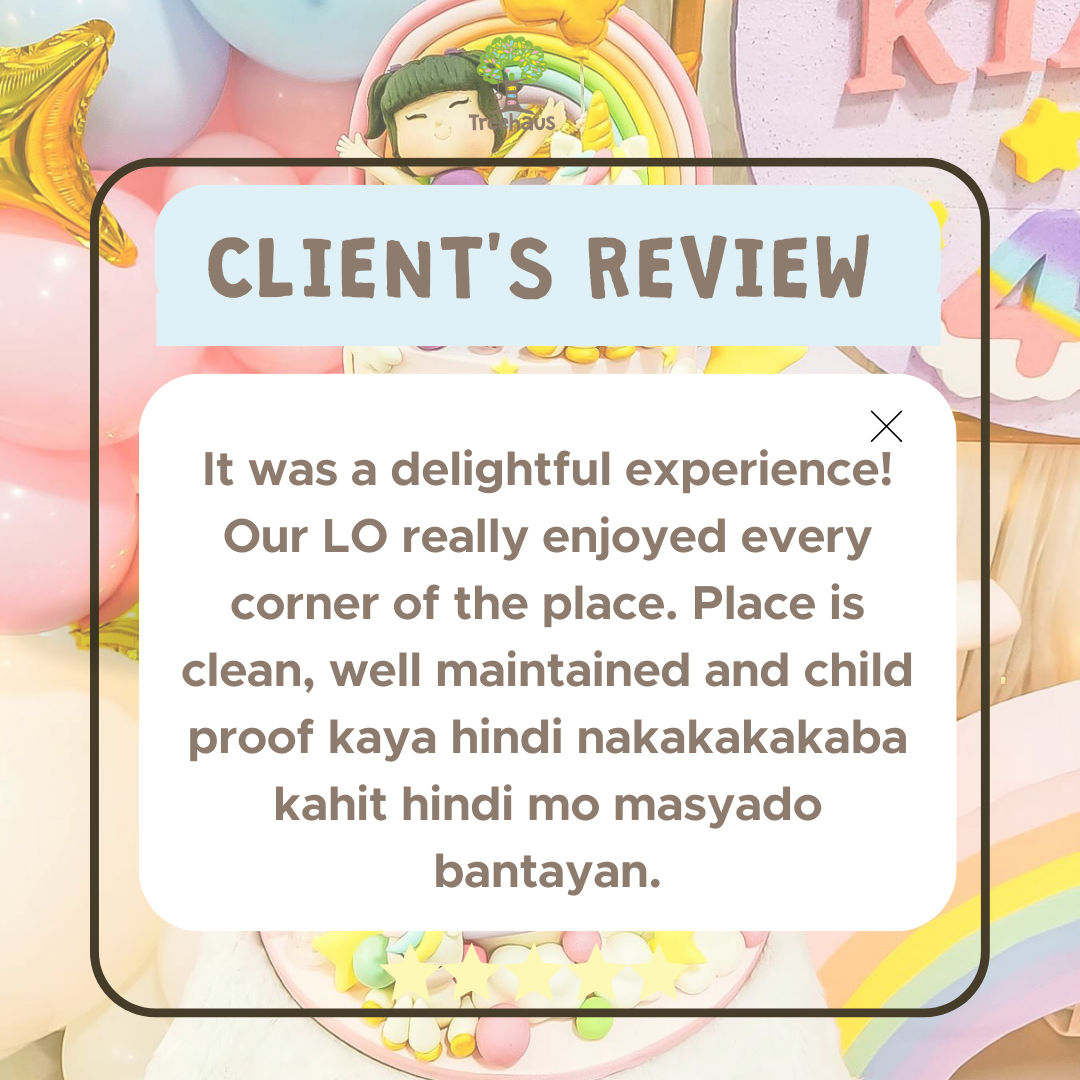 Treehaus
CLIENT'S REVIEW
It was a delightful experience!
Our LO really enjoyed every
corner of the place. Place is
clean, well maintained and child
proof kaya hindi nakakakakaba
kahit hindi mo masyado
bantayan.